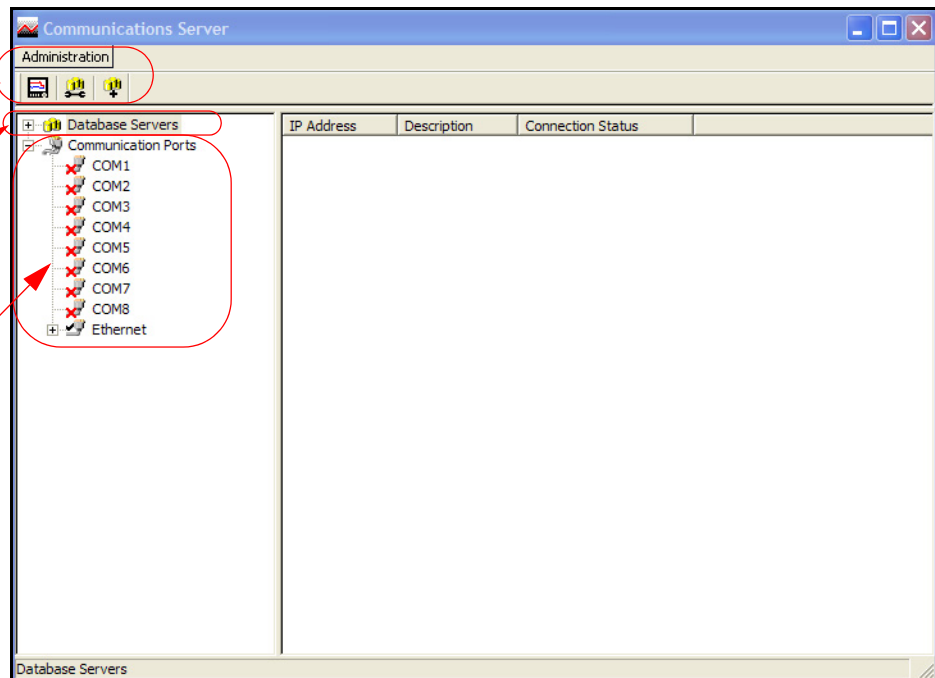 Communications Server
Administration
Database Servers
IP Address Description Connection Status
Communication Ports
COM1
COM2
COM3
COM4
COM5
COM6
COM7
COM8
Ethernet
Database Servers